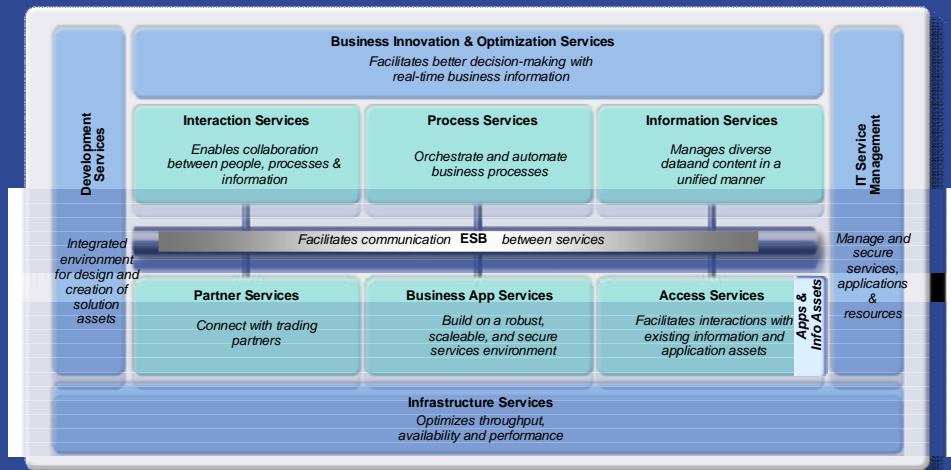 Business Innovation & Optimization Services
Facilitates better decision-making with
real-time business information
Development
Services
Integrated
environment
for design and
creation of
solution
assets
Interaction Services
Enables collaboration
between people, processes &
information
Process Services
Orchestrate and automate
business processes
Information Services
Manages diverse
dataand content in a
unified manner
IT Service
Management
Manage and
secure
services,
applications
&
resources
Facilitates communication ESB between services
Partner Services
Connect with trading
partners
Business App Services
Build on a robust,
scaleable, and secure
services environment
Access Services
Facilitates interactions with
existing information and
application assets
Apps &
Info Assets
Infrastructure Services
Optimizes throughput,
availability and performance